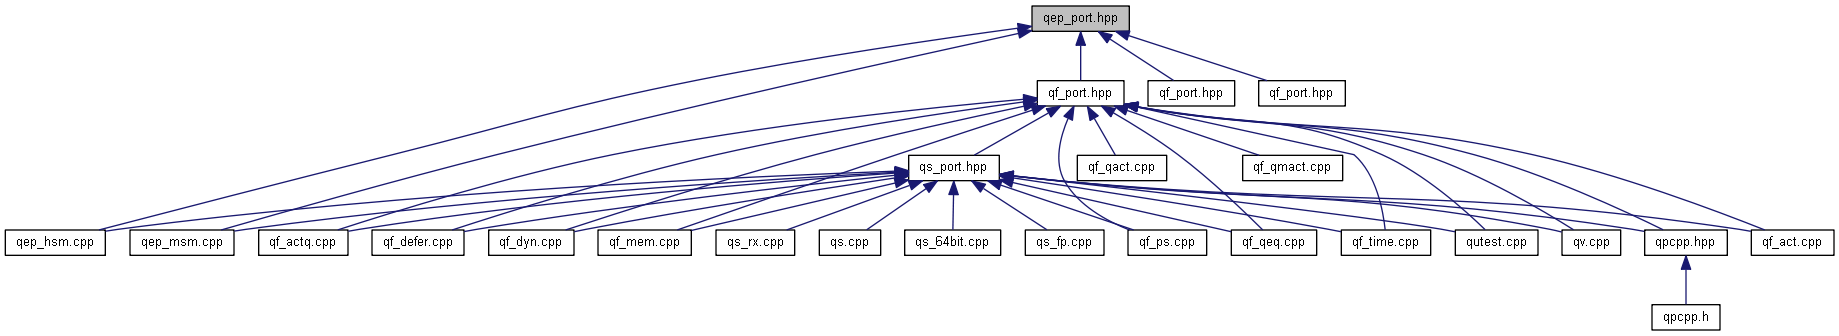 qep_port.hpp
qf_port.hpp
qf_port.hpp
qf_port.hpp
qs_port.hpp
qf_qact.cpp
qf_qmact.cpp
qep_hsm.cpp
qep_msm.cpp
qf_actq.cpp
qf_defer.cpp
qf_dyn.cpp
qf_mem.cpp
qs_rx.cpp
qs.cpp
qs_64bit.cpp
qs_fp.cpp
qf_ps.cpp
qf_qeq.cpp
qf_time.cpp
qutest.cpp
qv.cpp
qpcpp.hpp
qf_act.cpp
qpcpp.h